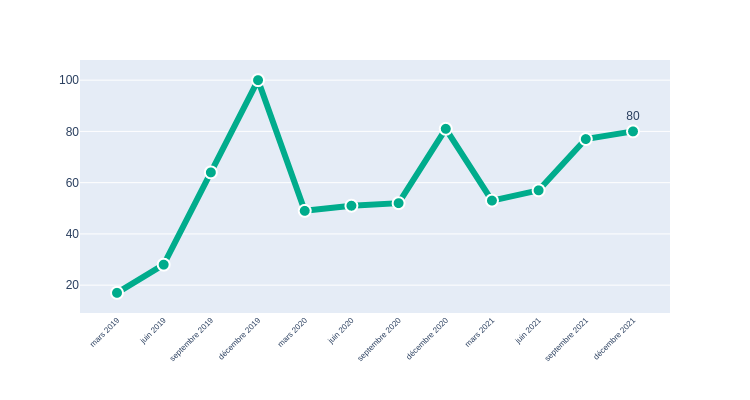 100
80
60
40
20
80
mars 2019
juin 2019
septembre 2019
décembre 2019
mars 2020
juin 2020
septembre 2020
décembre 2020
mars 2021
juin 2021
septembre 2021
décembre 2021